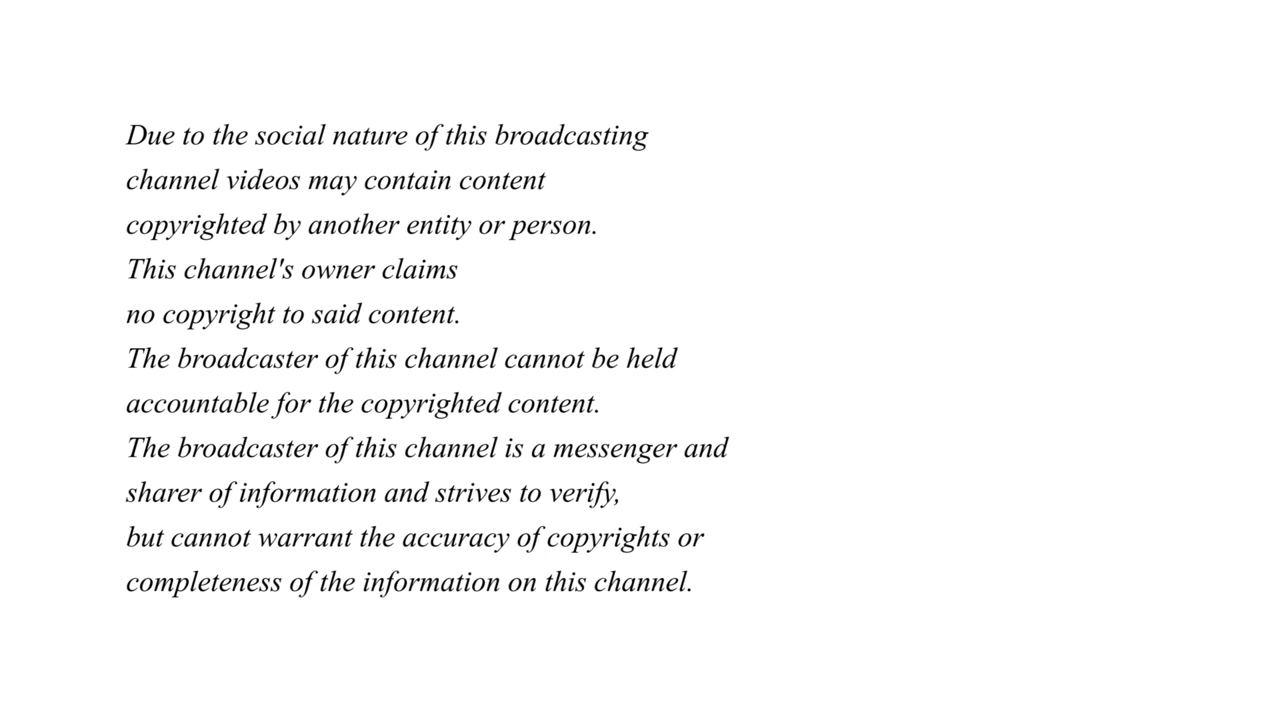 Due to the social nature of this broadcasting
channel videos may contain content
copyrighted by another entity or person.
This channel's owner claims
no copyright to said content.
The broadcaster of this channel cannot be held
accountable for the copyrighted content.
The broadcaster of this channel is a messenger and
sharer of information and strives to verify,
but cannot warrant the accuracy of copyrights or
completeness of the information on this channel.